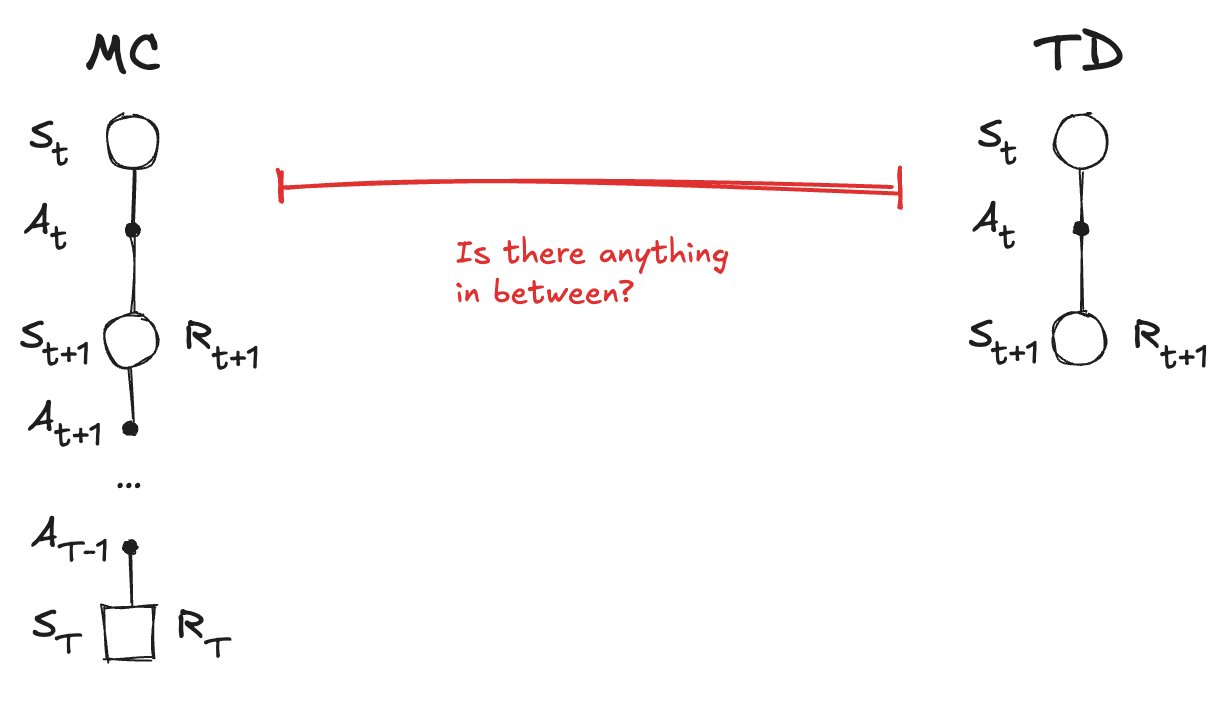 MC
S_t
A_t
S_{t+1} R_{t+1}
A_{t+1}
...
A_{T-1}
S_T R_T
Is there anything
in between?
TD
S_t
A_t
S_{t+1} R_{t+1}